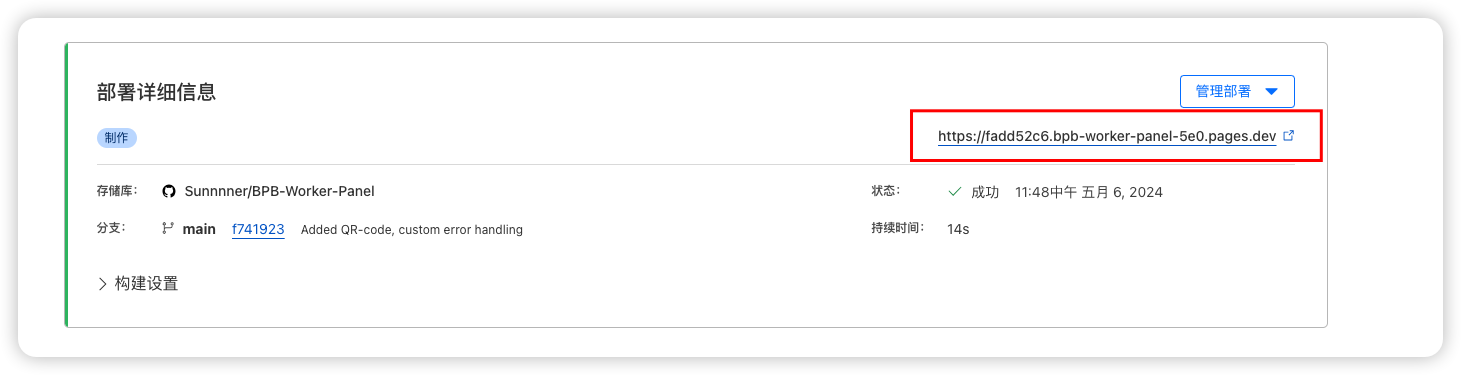 部署详细信息
管理部署
制作
https://fadd52c6.bpb-worker-panel-5e0.pages.dev
存储库： Sunnnner/BPB-Worker-Panel
状态： 成功 11:48中午 五月 6, 2024
分支： main f741923 Added QR-code, custom error handling
持续时间： 14s
构建设置